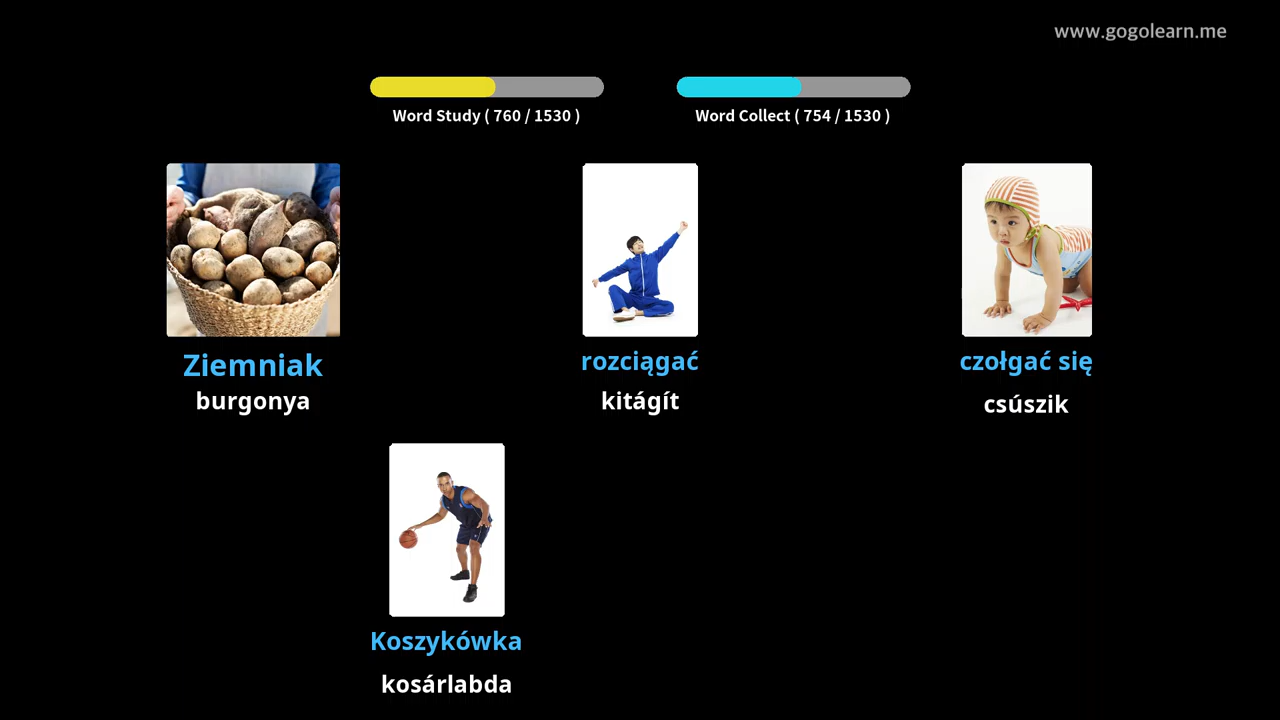 www.gogolearn.me
Word Study ( 760 / 1530 )
Word Collect ( 754 / 1530 )
Ziemniak
burgonya
rozciągać
kitágít
czołgać się
csúszik
Koszykówka
kosárlabda